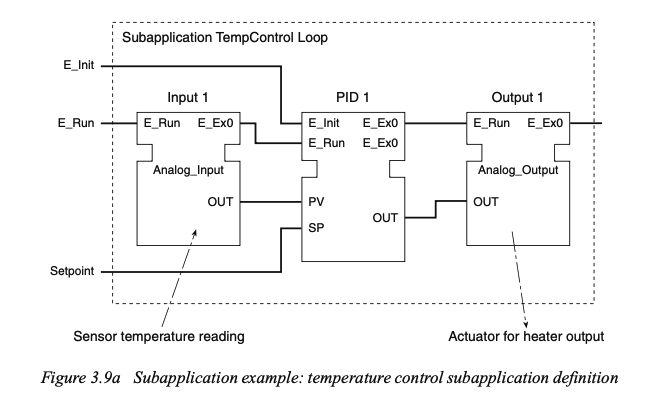 Subapplication TempControl Loop
E_Init
Input 1
PID 1
Output 1
E_Run
E_Run E_Ex0
E_Init E_Ex0
E_Run E_Ex0
E_Run E_Ex0
Analog_Input
Analog_Output
OUT
PV
OUT
SP
OUT
Setpoint
Sensor temperature reading
Actuator for heater output
Figure 3.9a Subapplication example: temperature control subapplication definition